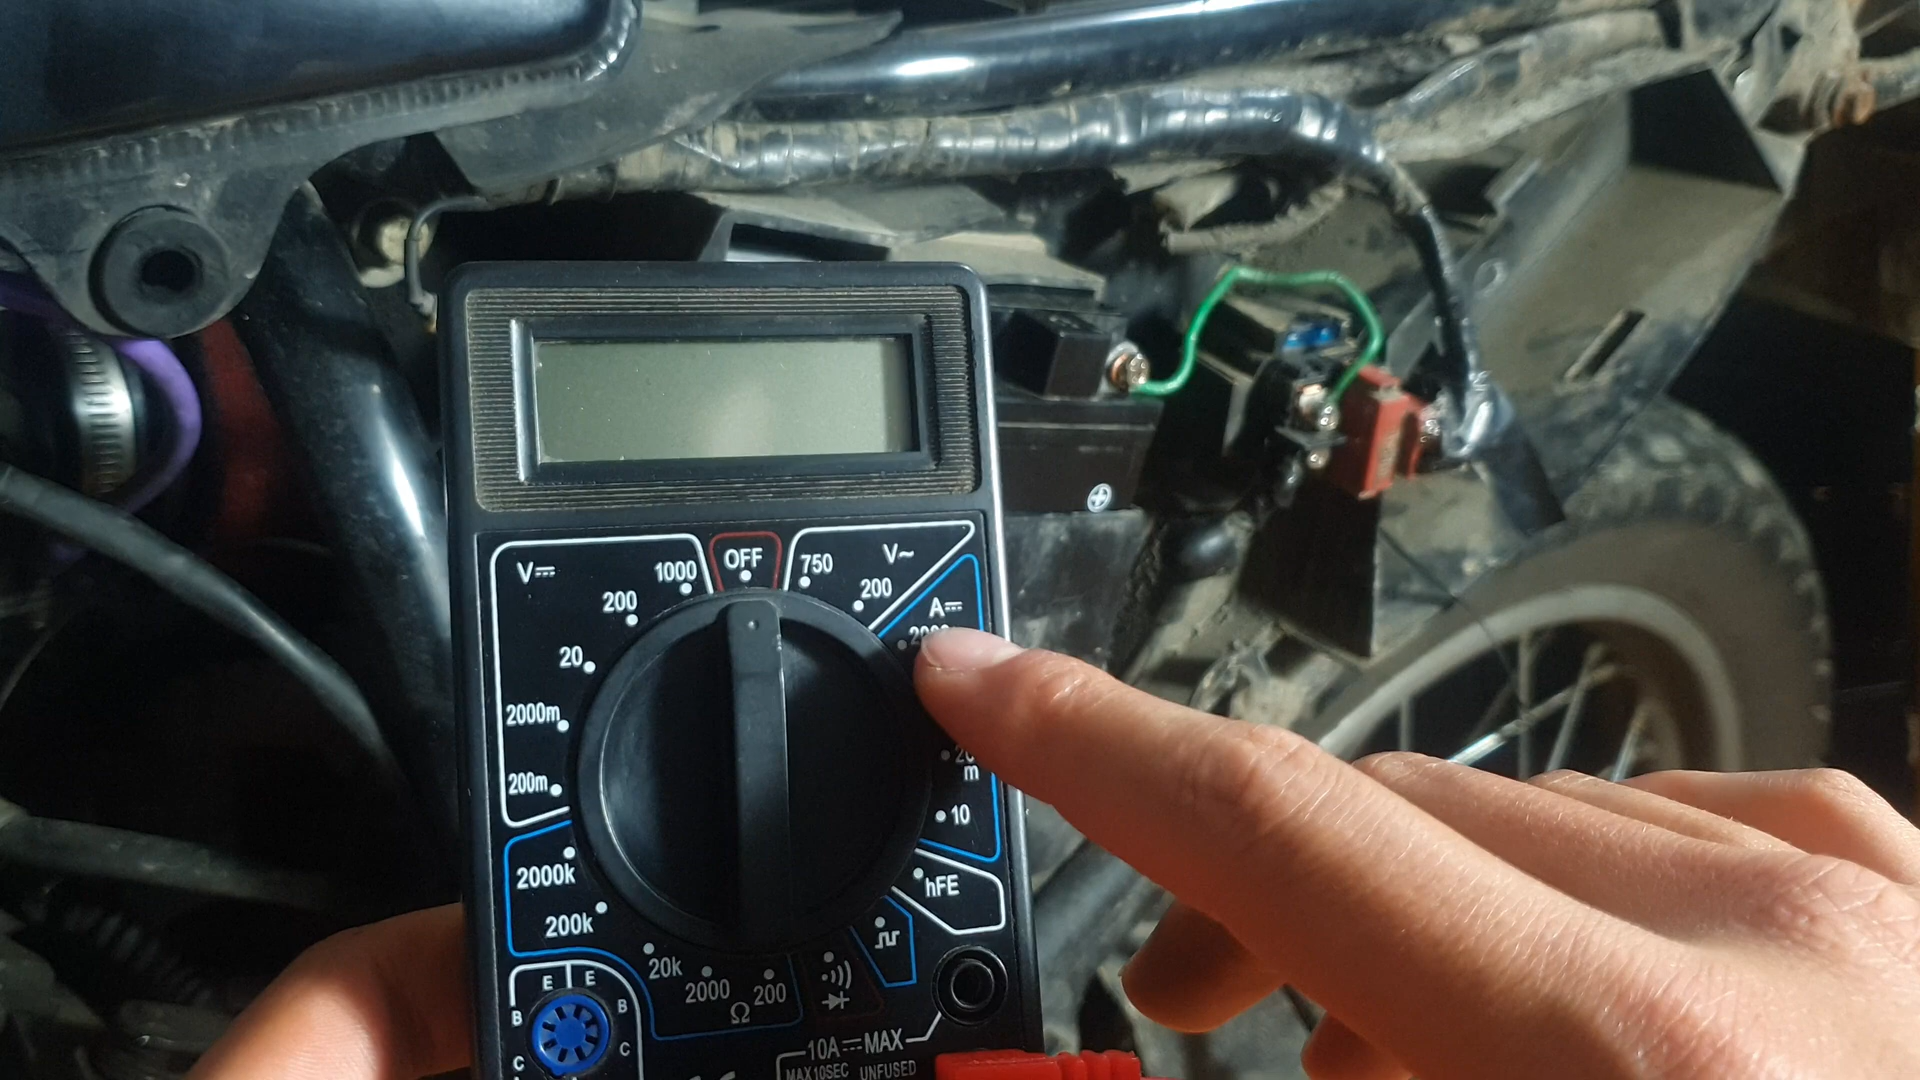 OFF
V⎓
1000
200
20
2000m
200m
750
V~
200
A⎓
m
10
hFE
2000k
200k
20k
2000
200
Ω
E E
B B
C C
10A⎓MAX
MAX10SEC UNFUSED